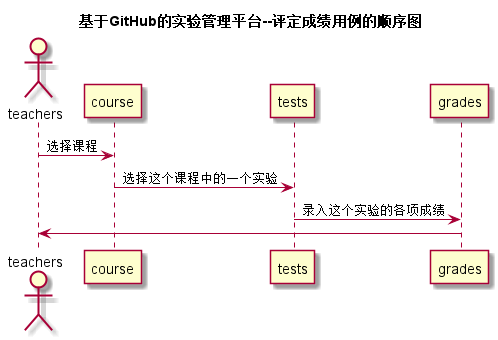 基于GitHub的实验管理平台--评定成绩用例的顺序图
teachers
course
tests
grades
选择课程
选择这个课程中的一个实验
录入这个实验的各项成绩
teachers
course
tests
grades